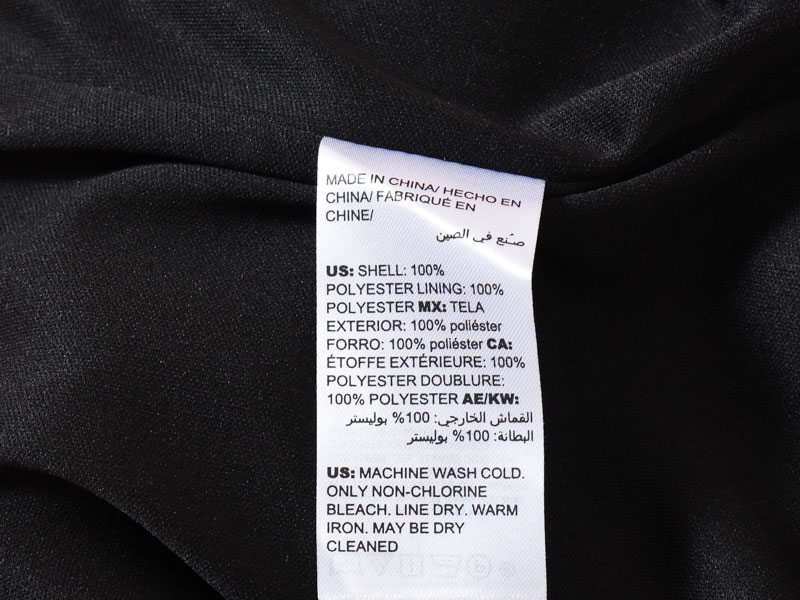 MADE IN CHINA/ HECHO EN
CHINA/ FABRIQUÉ EN
CHINE/
صُنع في الصين
US: SHELL: 100%
POLYESTER LINING: 100%
POLYESTER MX: TELA
EXTERIOR: 100% poliéster
FORRO: 100% poliéster CA:
ÉTOFFE EXTÉRIEURE: 100%
POLYESTER DOUBLURE:
100% POLYESTER AE/KW:
القماش الخارجي: 100% بوليستر
البطانة: 100% بوليستر
US: MACHINE WASH COLD.
ONLY NON-CHLORINE
BLEACH. LINE DRY. WARM
IRON. MAY BE DRY
CLEANED